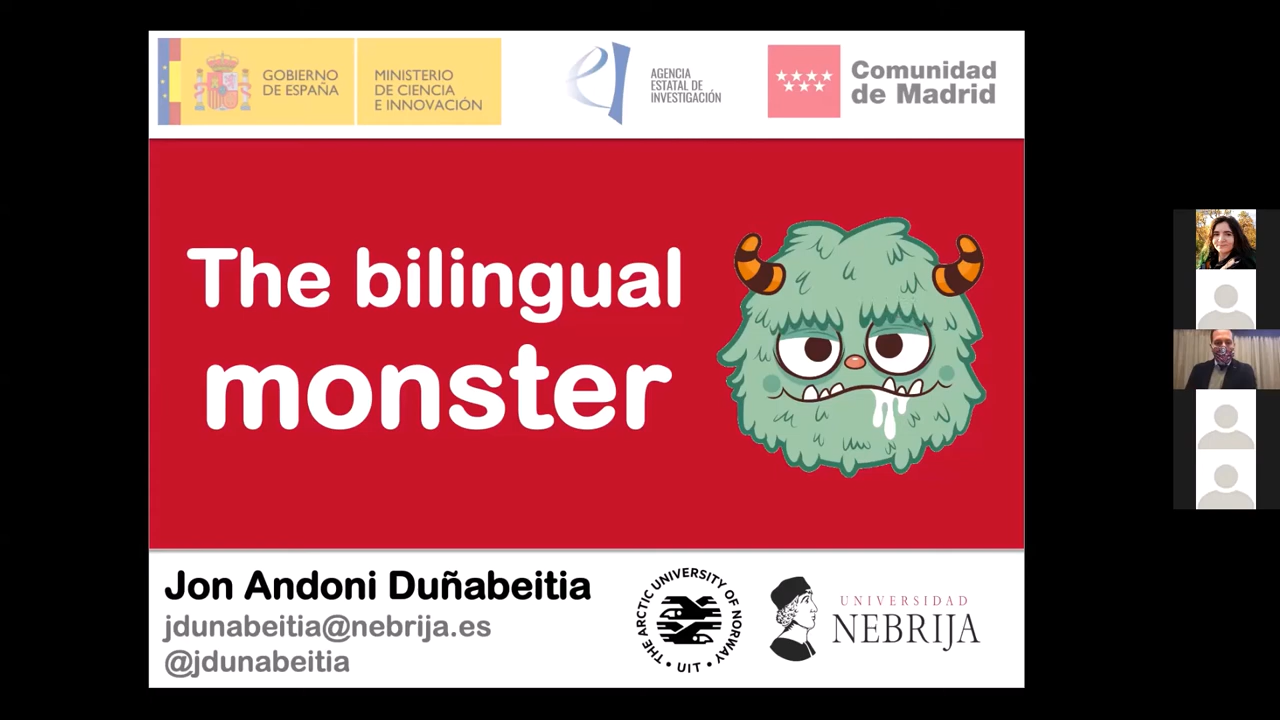 GOBIERNO
DE ESPAÑA
MINISTERIO
DE CIENCIA
E INNOVACIÓN
AGENCIA
ESTATAL DE
INVESTIGACIÓN
Comunidad
de Madrid
The bilingual
monster
Jon Andoni Duñabeitia
jdunabeitia@nebrija.es
@jdunabeitia
THE ARCTIC UNIVERSITY OF NORWAY
· UIT ·
UNIVERSIDAD
NEBRIJA